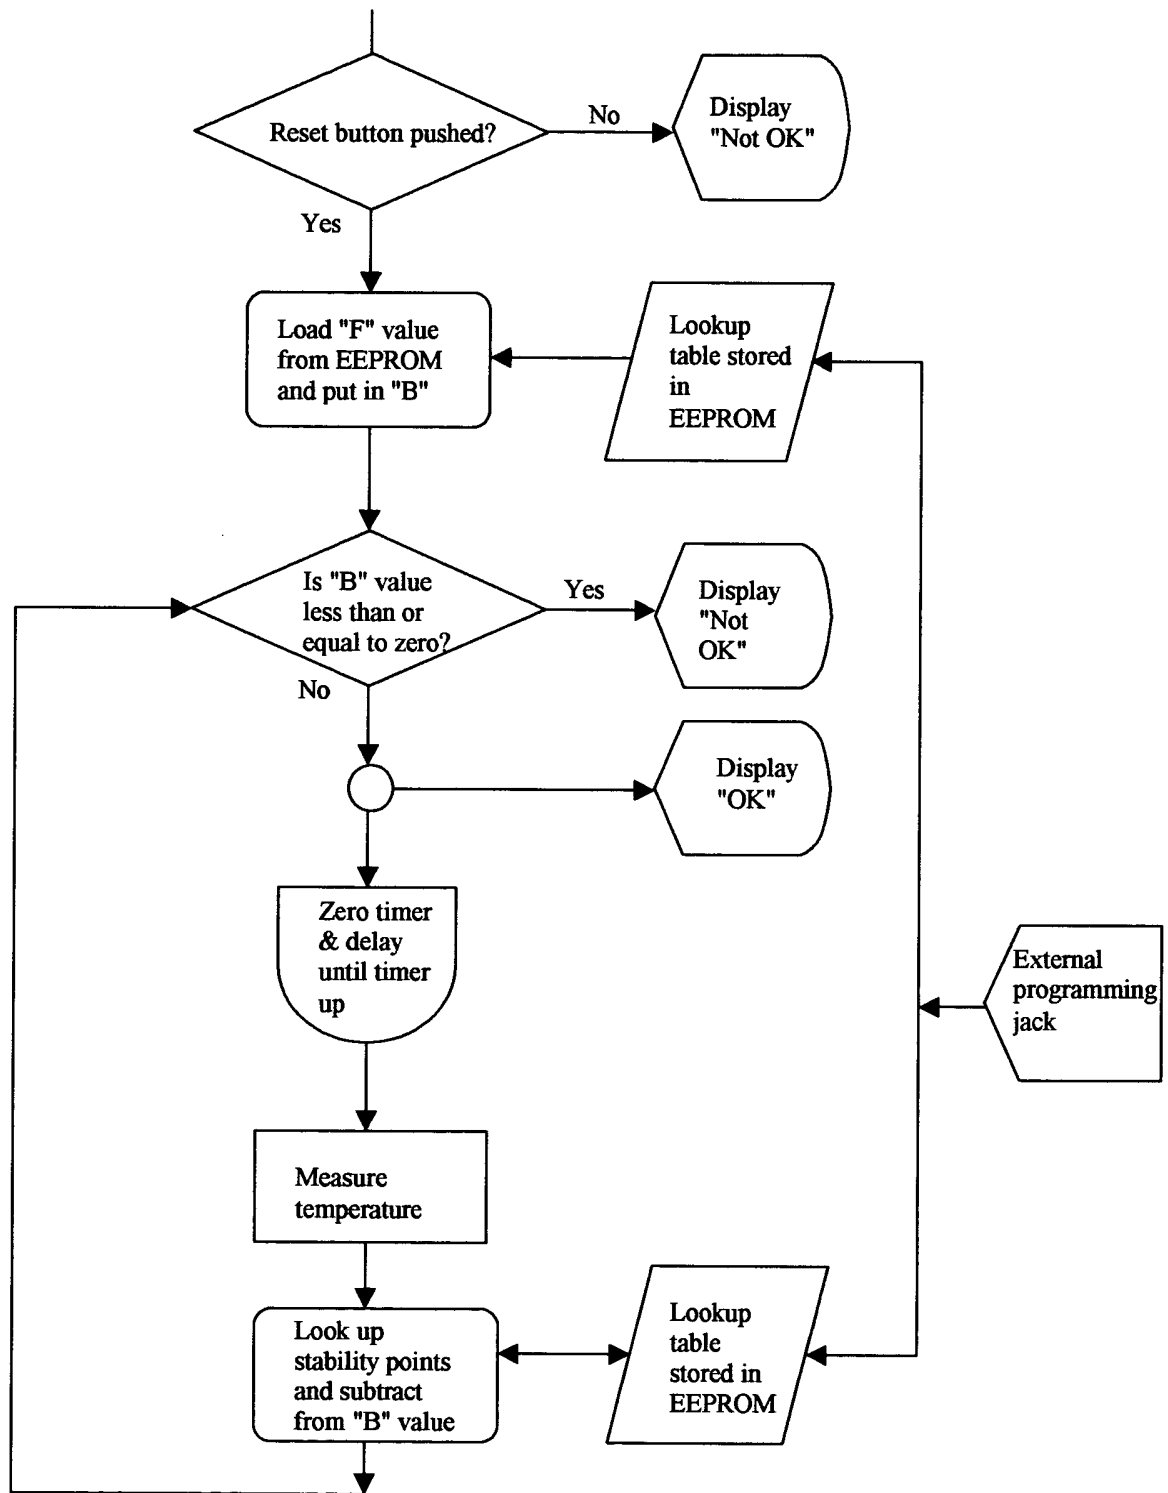 Reset button pushed?
No
Display
"Not OK"
Yes
Load "F" value
from EEPROM
and put in "B"
Lookup
table stored
in
EEPROM
Is "B" value
less than or
equal to zero?
Yes
Display
"Not
OK"
No
Display
"OK"
Zero timer
& delay
until timer
up
External
programming
jack
Measure
temperature
Look up
stability points
and subtract
from "B" value
Lookup
table
stored in
EEPROM